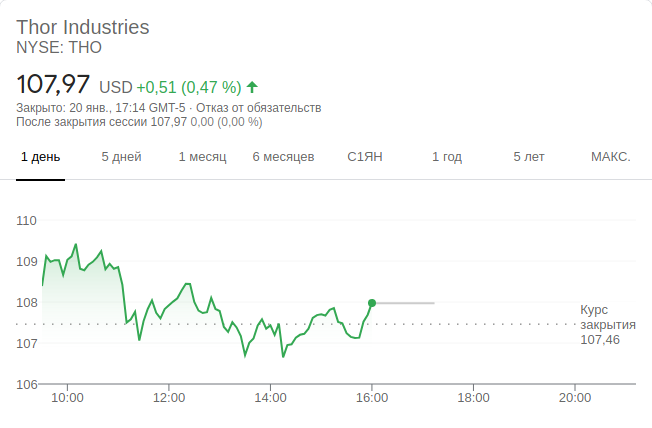 Thor Industries
NYSE: THO
107,97 USD +0,51 (0,47 %)
Закрыто: 20 янв., 17:14 GMT-5 · Отказ от обязательств
После закрытия сессии 107,97 0,00 (0,00 %)
1 день 5 дней 1 месяц 6 месяцев С1ЯН 1 год 5 лет МАКС.
110
109
108
107
106
Курс
закрытия
107,46
10:00 12:00 14:00 16:00 18:00 20:00